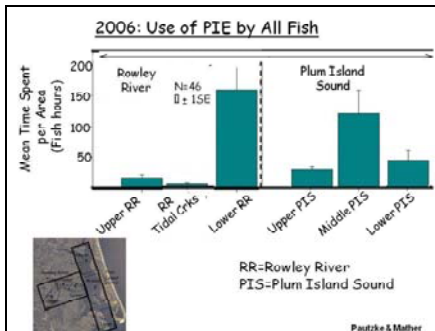 2006: Use of PIE by All Fish
Mean Time Spent
per Area
(Fish hours)
200
150
100
50
Rowley
River
N=46
± 1SE
Plum Island
Sound
Upper RR
RR
Tidal Crks
Lower RR
Upper PIS
Middle PIS
Lower PIS
RR=Rowley River
PIS=Plum Island Sound
Pautzke & Mather